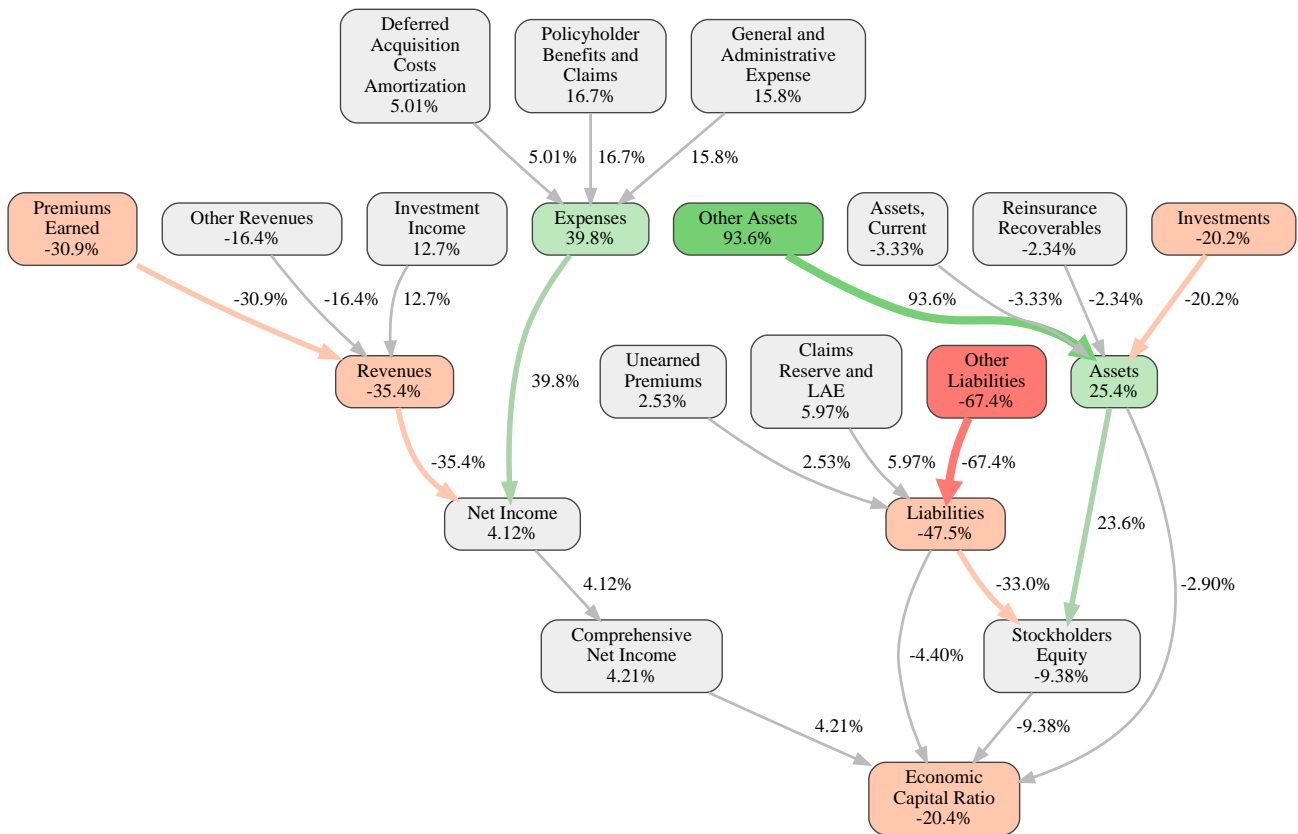 Deferred
Acquisition
Costs
Amortization
5.01%
Policyholder
Benefits and
Claims
16.7%
General and
Administrative
Expense
15.8%
5.01%
16.7%
15.8%
Premiums
Earned
-30.9%
Other Revenues
-16.4%
Investment
Income
12.7%
Expenses
39.8%
Other Assets
93.6%
Assets,
Current
-3.33%
Reinsurance
Recoverables
-2.34%
Investments
-20.2%
-30.9%
-16.4%
12.7%
93.6%
-3.33%
-2.34%
-20.2%
Revenues
-35.4%
39.8%
Unearned
Premiums
2.53%
Claims
Reserve and
LAE
5.97%
Other
Liabilities
-67.4%
Assets
25.4%
-35.4%
2.53%
5.97%
-67.4%
Net Income
4.12%
Liabilities
-47.5%
23.6%
4.12%
-33.0%
-2.90%
Comprehensive
Net Income
4.21%
-4.40%
Stockholders
Equity
-9.38%
4.21%
-9.38%
Economic
Capital Ratio
-20.4%